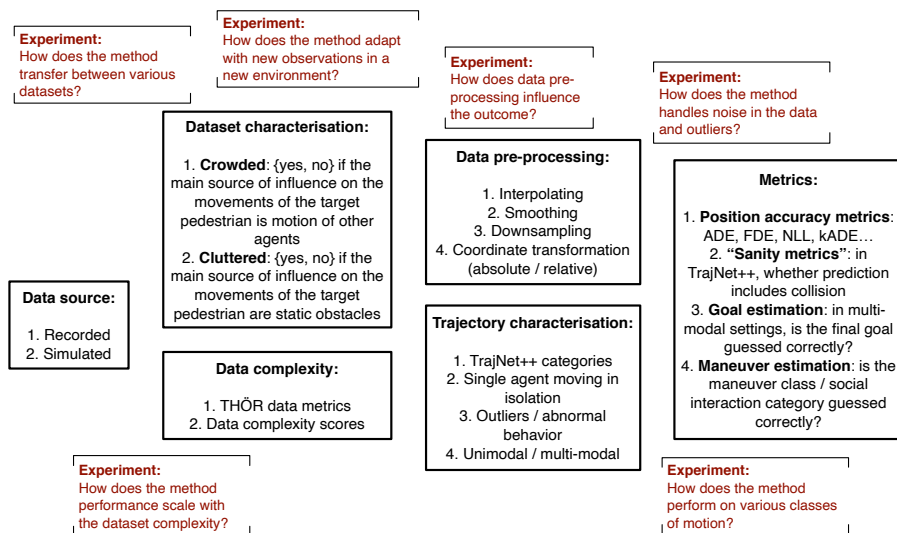 Experiment:
How does the method
transfer between various
datasets?
Experiment:
How does the method adapt
with new observations in a
new environment?
Experiment:
How does data pre-
processing influence
the outcome?
Experiment:
How does the method
handles noise in the data
and outliers?
Data source:
1. Recorded
2. Simulated
Dataset characterisation:
1. Crowded: {yes, no} if the
main source of influence on the
movements of the target
pedestrian is motion of other
agents
2. Cluttered: {yes, no} if the
main source of influence on the
movements of the target
pedestrian are static obstacles
Data complexity:
1. THÖR data metrics
2. Data complexity scores
Data pre-processing:
1. Interpolating
2. Smoothing
3. Downsampling
4. Coordinate transformation
(absolute / relative)
Trajectory characterisation:
1. TrajNet++ categories
2. Single agent moving in
isolation
3. Outliers / abnormal
behavior
4. Unimodal / multi-modal
Metrics:
1. Position accuracy metrics:
ADE, FDE, NLL, kADE…
2. “Sanity metrics”: in
TrajNet++, whether prediction
includes collision
3. Goal estimation: in multi-
modal settings, is the final goal
guessed correctly?
4. Maneuver estimation: is the
maneuver class / social
interaction category guessed
correctly?
Experiment:
How does the method
performance scale with
the dataset complexity?
Experiment:
How does the method
perform on various classes
of motion?